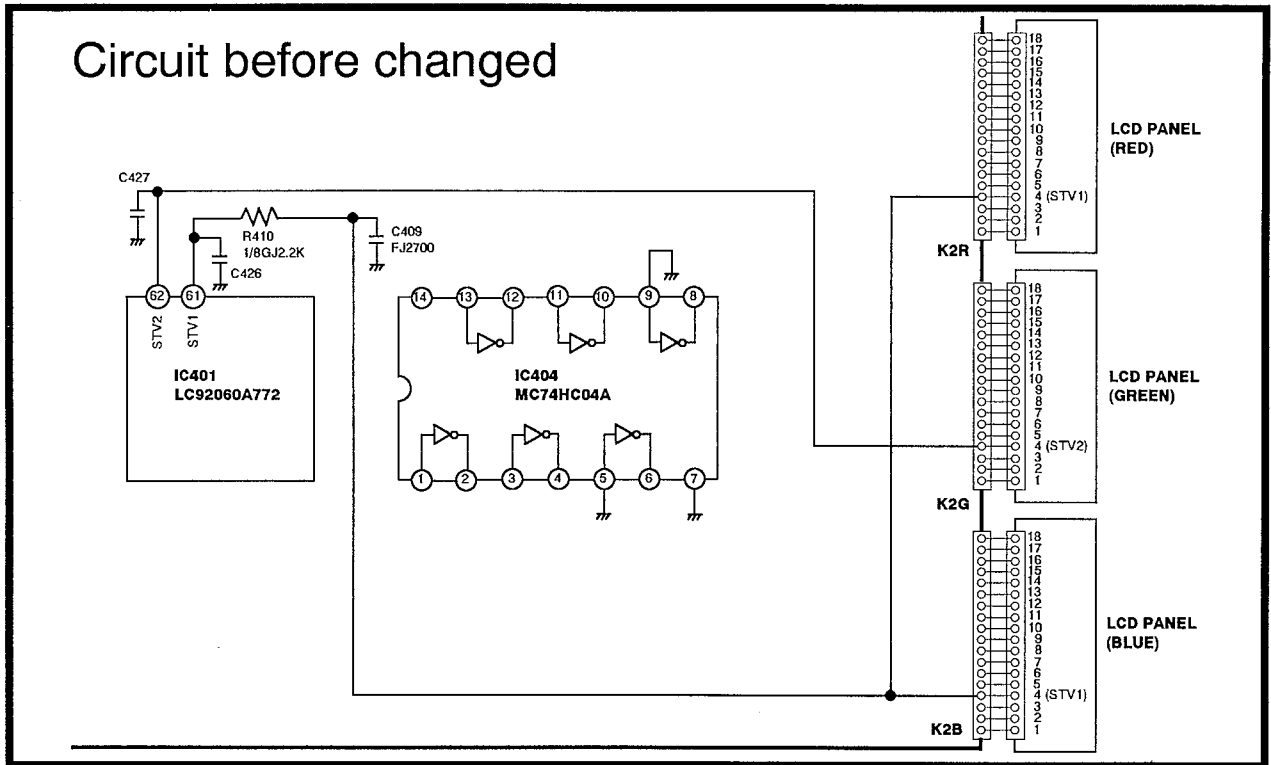 Circuit before changed
18
17
16
15
14
13
12
11
10
9
8
7
6
5
4 (STV1)
3
2
1
LCD PANEL
(RED)
K2R
C427
R410
1/8GJ2.2K
C426
C409
FJ2700
62 61
STV2 STV1
IC401
LC92060A772
14 13 12 11 10 9 8
IC404
MC74HC04A
1 2 3 4 5 6 7
18
17
16
15
14
13
12
11
10
9
8
7
6
5
4 (STV2)
3
2
1
LCD PANEL
(GREEN)
K2G
18
17
16
15
14
13
12
11
10
9
8
7
6
5
4 (STV1)
3
2
1
LCD PANEL
(BLUE)
K2B